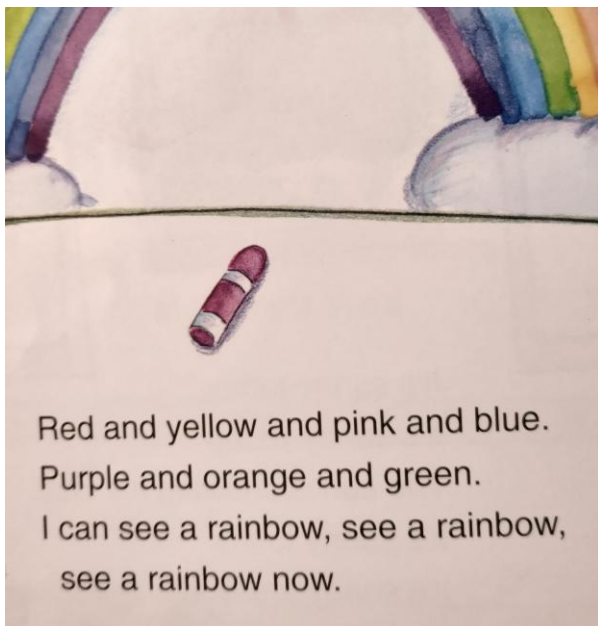 Red and yellow and pink and blue.
Purple and orange and green.
I can see a rainbow, see a rainbow,
see a rainbow now.